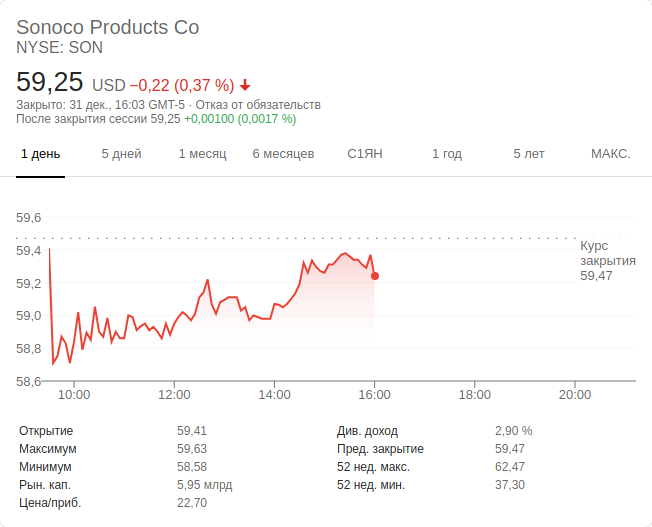 Sonoco Products Co
NYSE: SON
59,25 USD −0,22 (0,37 %)
Закрыто: 31 дек., 16:03 GMT-5 · Отказ от обязательств
После закрытия сессии 59,25 +0,00100 (0,0017 %)
1 день 5 дней 1 месяц 6 месяцев С1ЯН 1 год 5 лет МАКС.
59,6
59,4
59,2
59,0
58,8
58,6
Курс
закрытия
59,47
10:00 12:00 14:00 16:00 18:00 20:00
Открытие 59,41 Див. доход 2,90 %
Максимум 59,63 Пред. закрытие 59,47
Минимум 58,58 52 нед. макс. 62,47
Рын. кап. 5,95 млрд 52 нед. мин. 37,30
Цена/приб. 22,70